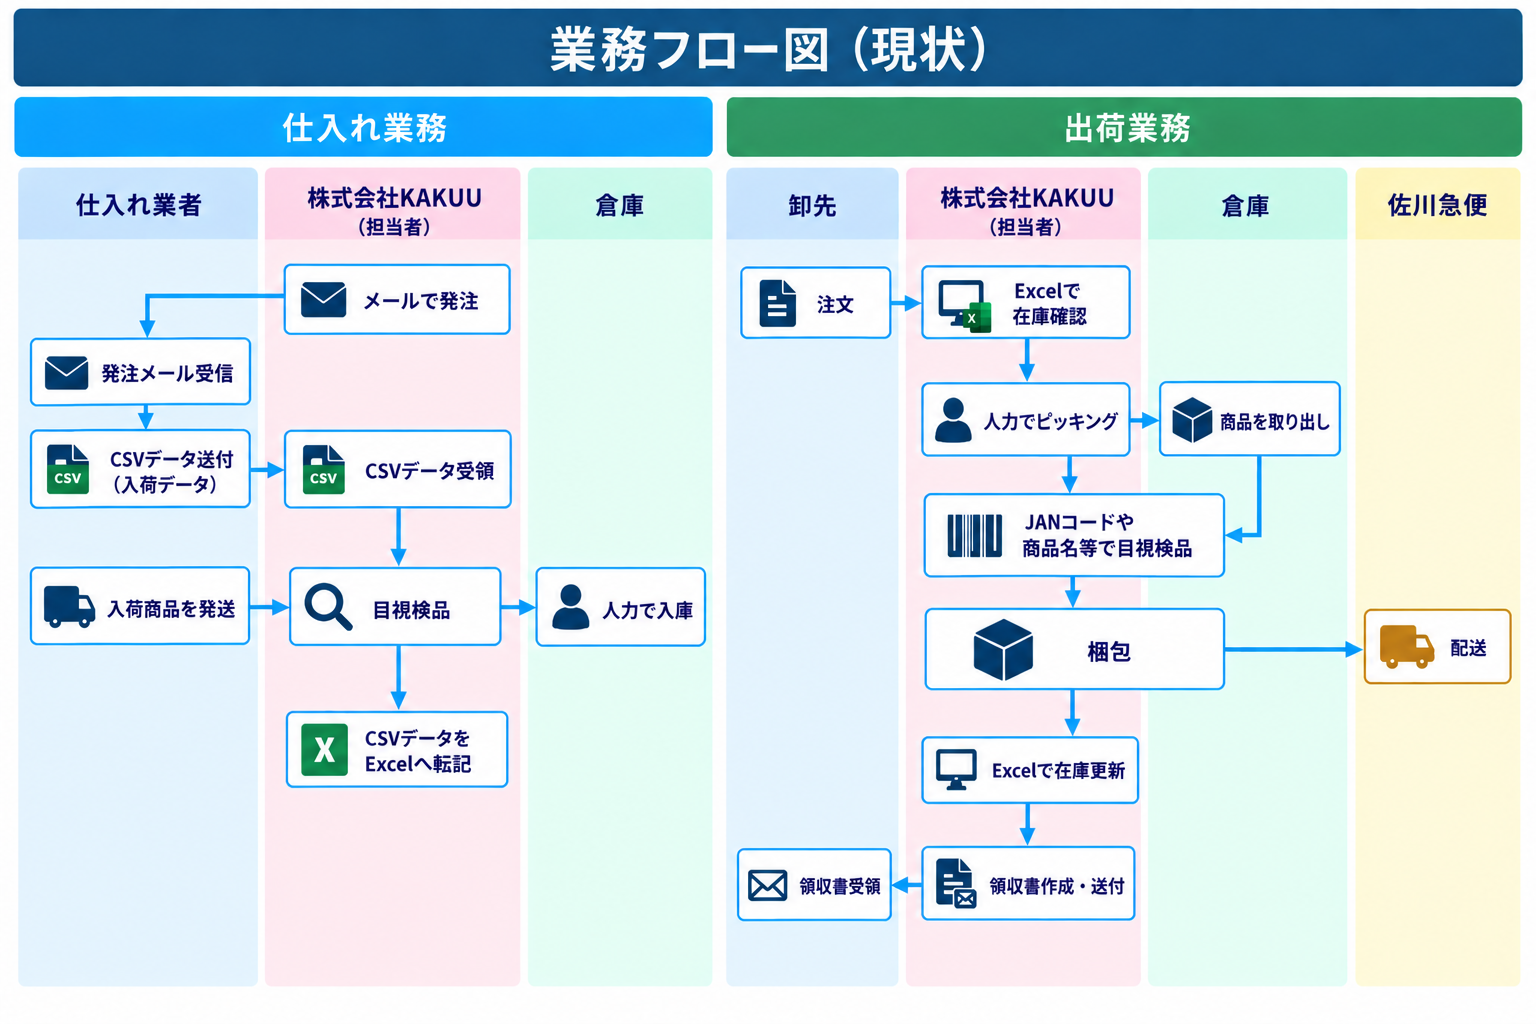 業務フロー図（現状）
仕入れ業務
仕入れ業者
株式会社KAKUU
（担当者）
倉庫
メールで発注
発注メール受信
CSV
CSVデータ送付
（入荷データ）
CSV
CSVデータ受領
入荷商品を発送
目視検品
人力で入庫
X
CSVデータを
Excelへ転記
出荷業務
卸先
株式会社KAKUU
（担当者）
倉庫
佐川急便
注文
X
Excelで
在庫確認
人力でピッキング
商品を取り出し
JANコードや
商品名等で目視検品
梱包
配送
Excelで在庫更新
領収書受領
領収書作成・送付